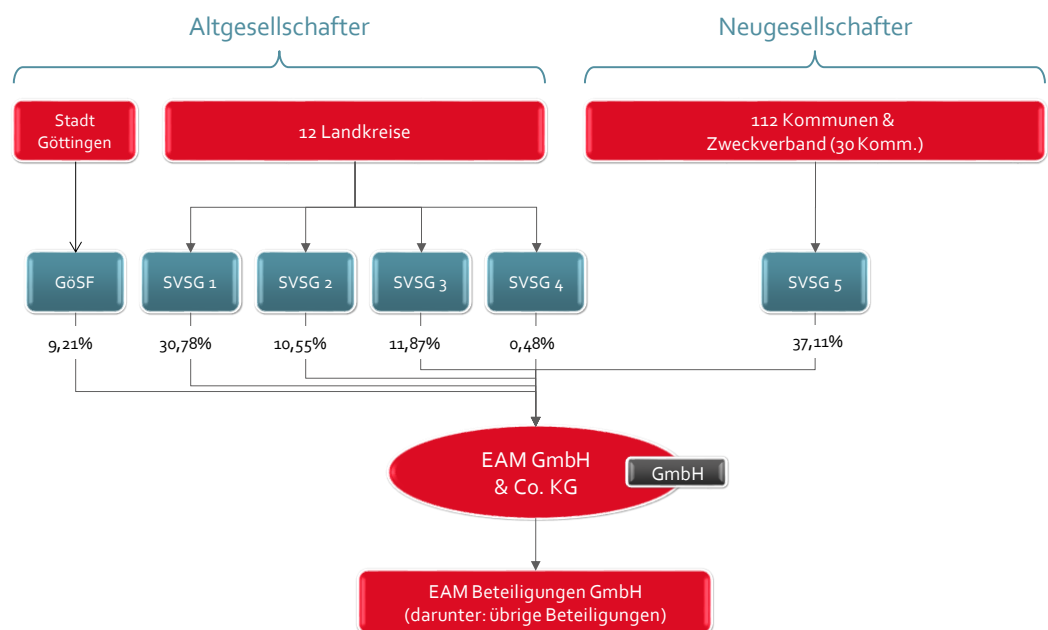 Altgesellschafter
Neugesellschafter
Stadt
Göttingen
12 Landkreise
112 Kommunen &
Zweckverband (30 Komm.)
GöSF
SVSG 1
SVSG 2
SVSG 3
SVSG 4
SVSG 5
9,21%
30,78%
10,55%
11,87%
0,48%
37,11%
EAM GmbH
& Co. KG
GmbH
EAM Beteiligungen GmbH
(darunter: übrige Beteiligungen)